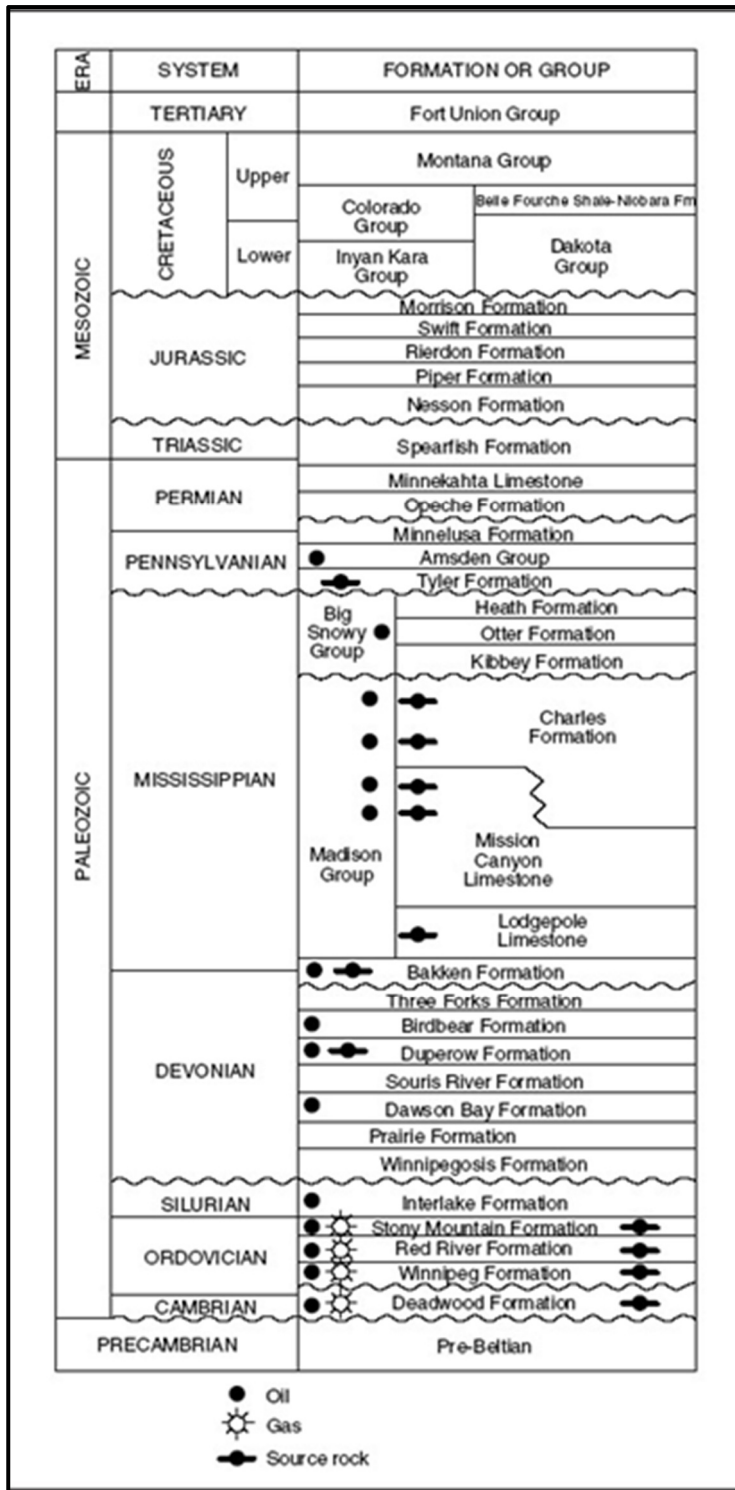 ERA
SYSTEM
FORMATION OR GROUP
TERTIARY
Fort Union Group
MESOZOIC
CRETACEOUS
Upper
Lower
Montana Group
Colorado
Group
Belle Fourche Shale-Niobara Fm
Inyan Kara
Group
Dakota
Group
JURASSIC
Morrison Formation
Swift Formation
Rierdon Formation
Piper Formation
Nesson Formation
TRIASSIC
Spearfish Formation
PALEOZOIC
PERMIAN
Minnekahta Limestone
Opeche Formation
PENNSYLVANIAN
Minnelusa Formation
Amsden Group
Tyler Formation
MISSISSIPPIAN
Big
Snowy
Group
Heath Formation
Otter Formation
Kibbey Formation
Madison
Group
Charles
Formation
Mission
Canyon
Limestone
Lodgepole
Limestone
Bakken Formation
DEVONIAN
Three Forks Formation
Birdbear Formation
Duperow Formation
Souris River Formation
Dawson Bay Formation
Prairie Formation
Winnipegosis Formation
SILURIAN
Interlake Formation
ORDOVICIAN
Stony Mountain Formation
Red River Formation
Winnipeg Formation
CAMBRIAN
Deadwood Formation
PRECAMBRIAN
Pre-Beltian
Oil
Gas
Source rock